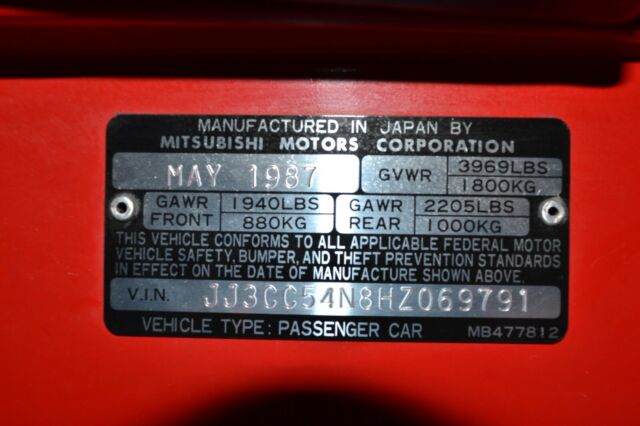 MANUFACTURED IN JAPAN BY
MITSUBISHI MOTORS CORPORATION
MAY 1987
GVWR 3969LBS
1800KG
GAWR FRONT 1940LBS
880KG
GAWR REAR 2205LBS
1000KG
THIS VEHICLE CONFORMS TO ALL APPLICABLE FEDERAL MOTOR
VEHICLE SAFETY, BUMPER, AND THEFT PREVENTION STANDARDS
IN EFFECT ON THE DATE OF MANUFACTURE SHOWN ABOVE.
V.I.N. JJ3CC54N8HZ069791
VEHICLE TYPE: PASSENGER CAR MB477812